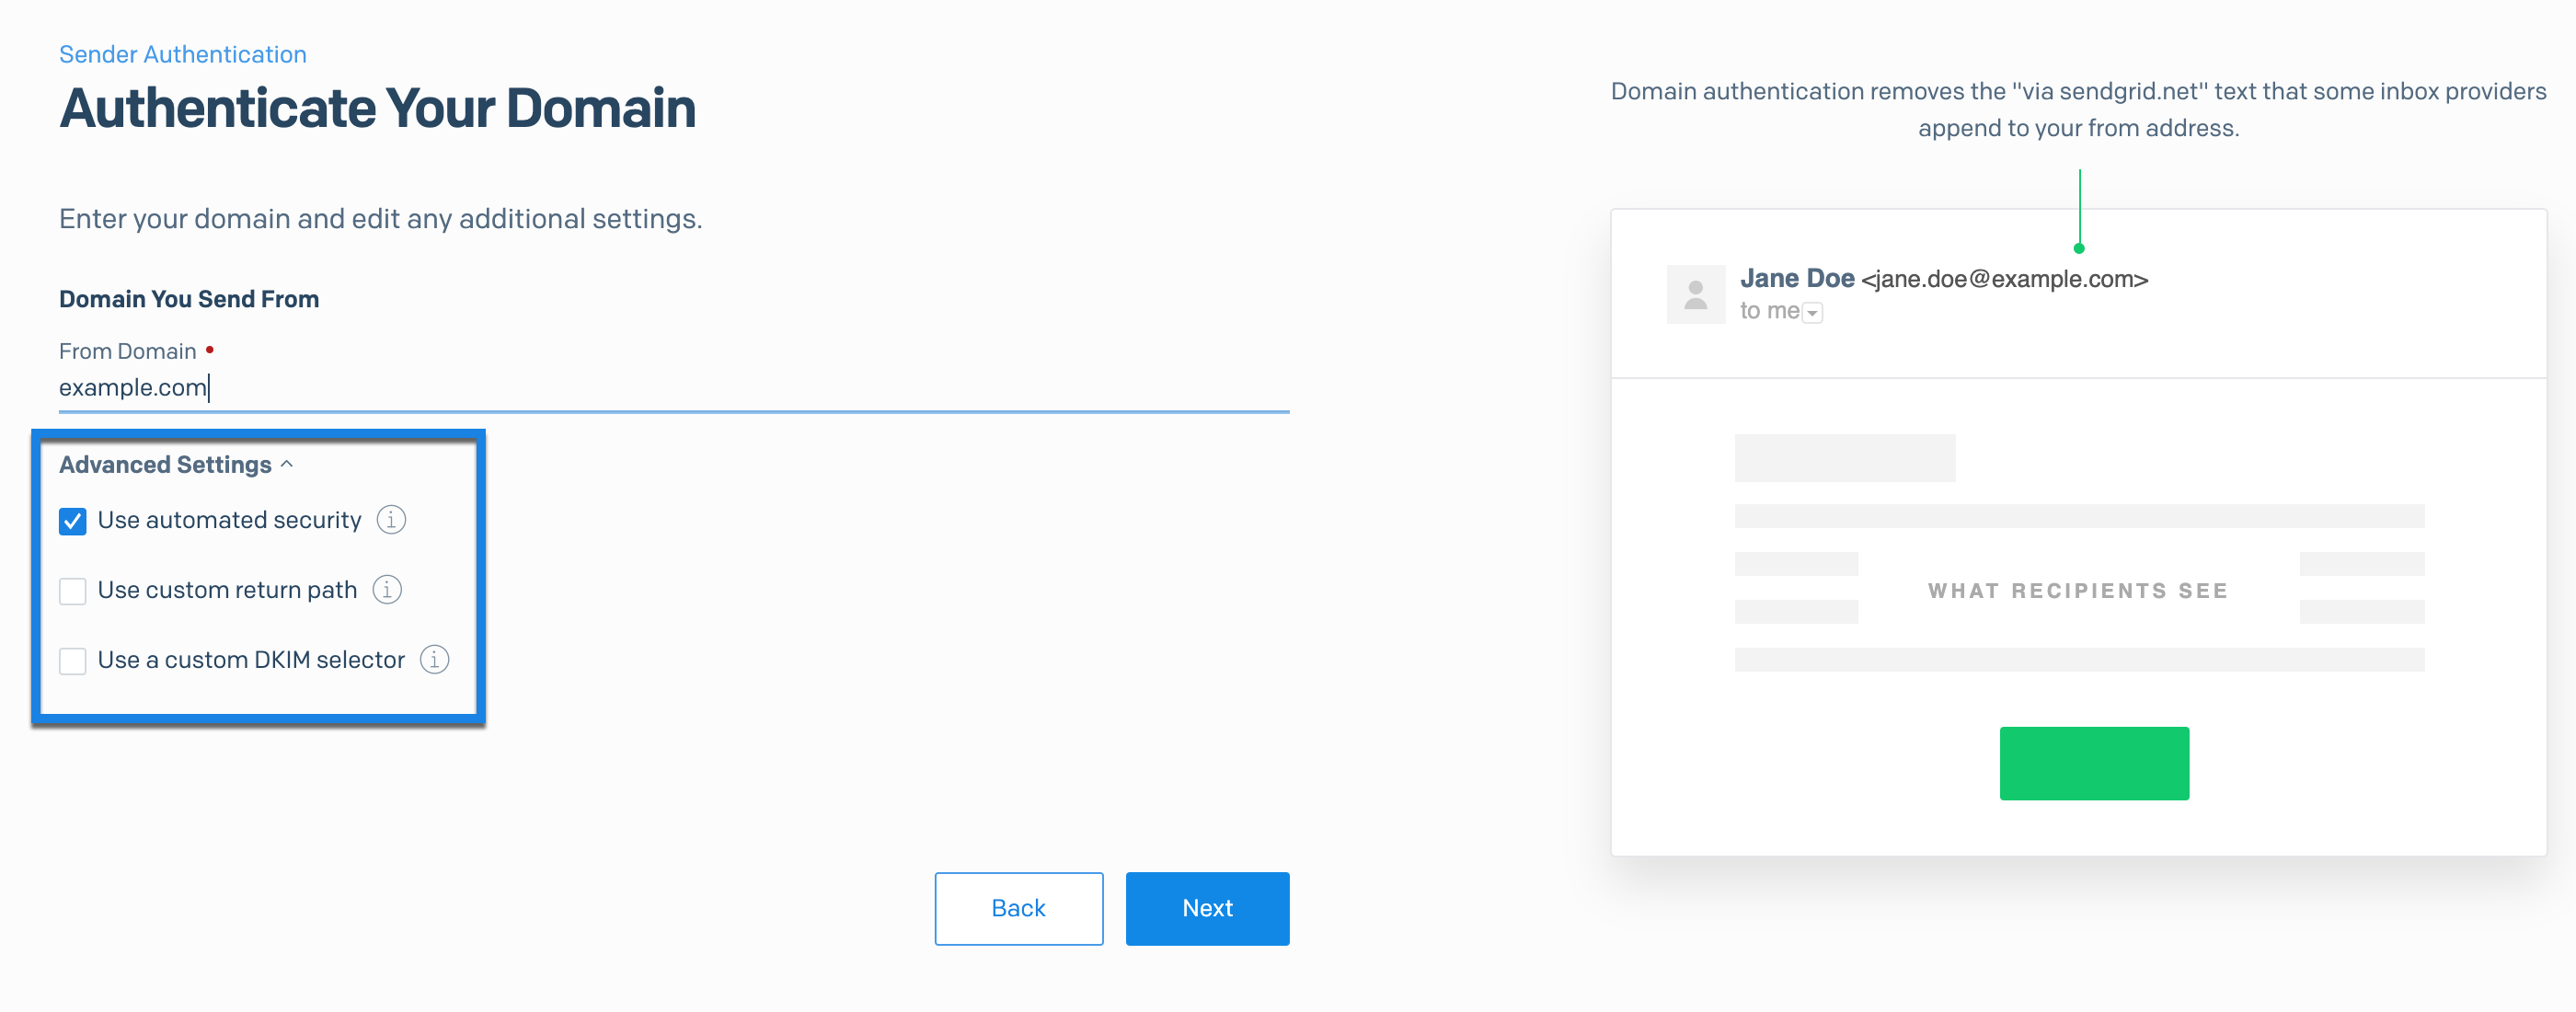 Sender Authentication
Authenticate Your Domain
Enter your domain and edit any additional settings.
Domain You Send From
From Domain
example.com
Advanced Settings
Use automated security
Use custom return path
Use a custom DKIM selector
Back
Next
Domain authentication removes the "via sendgrid.net" text that some inbox providers
append to your from address.
Jane Doe <jane.doe@example.com>
to me
WHAT RECIPIENTS SEE